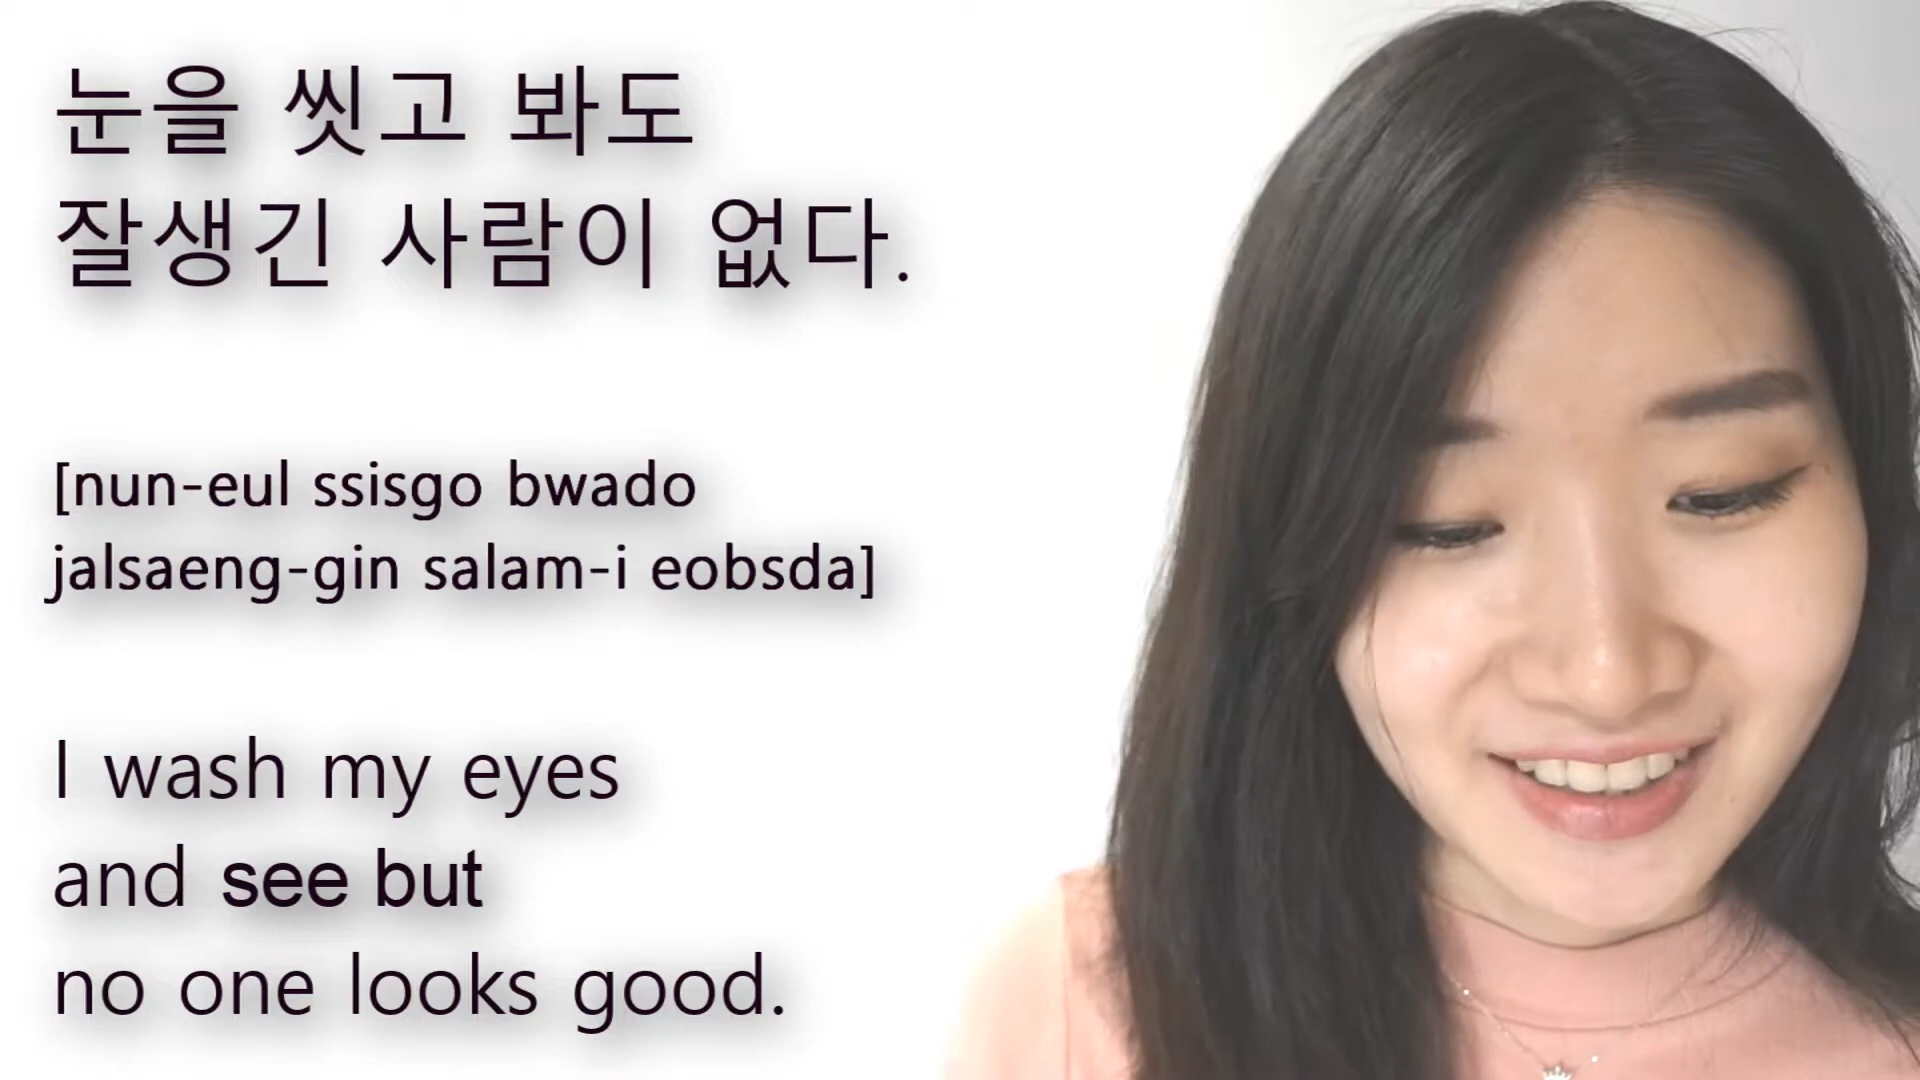 눈을 씻고 봐도
잘생긴 사람이 없다.
[nun-eul ssisgo bwado
jalsaeng-gin salam-i eobsda]
I wash my eyes
and see but
no one looks good.